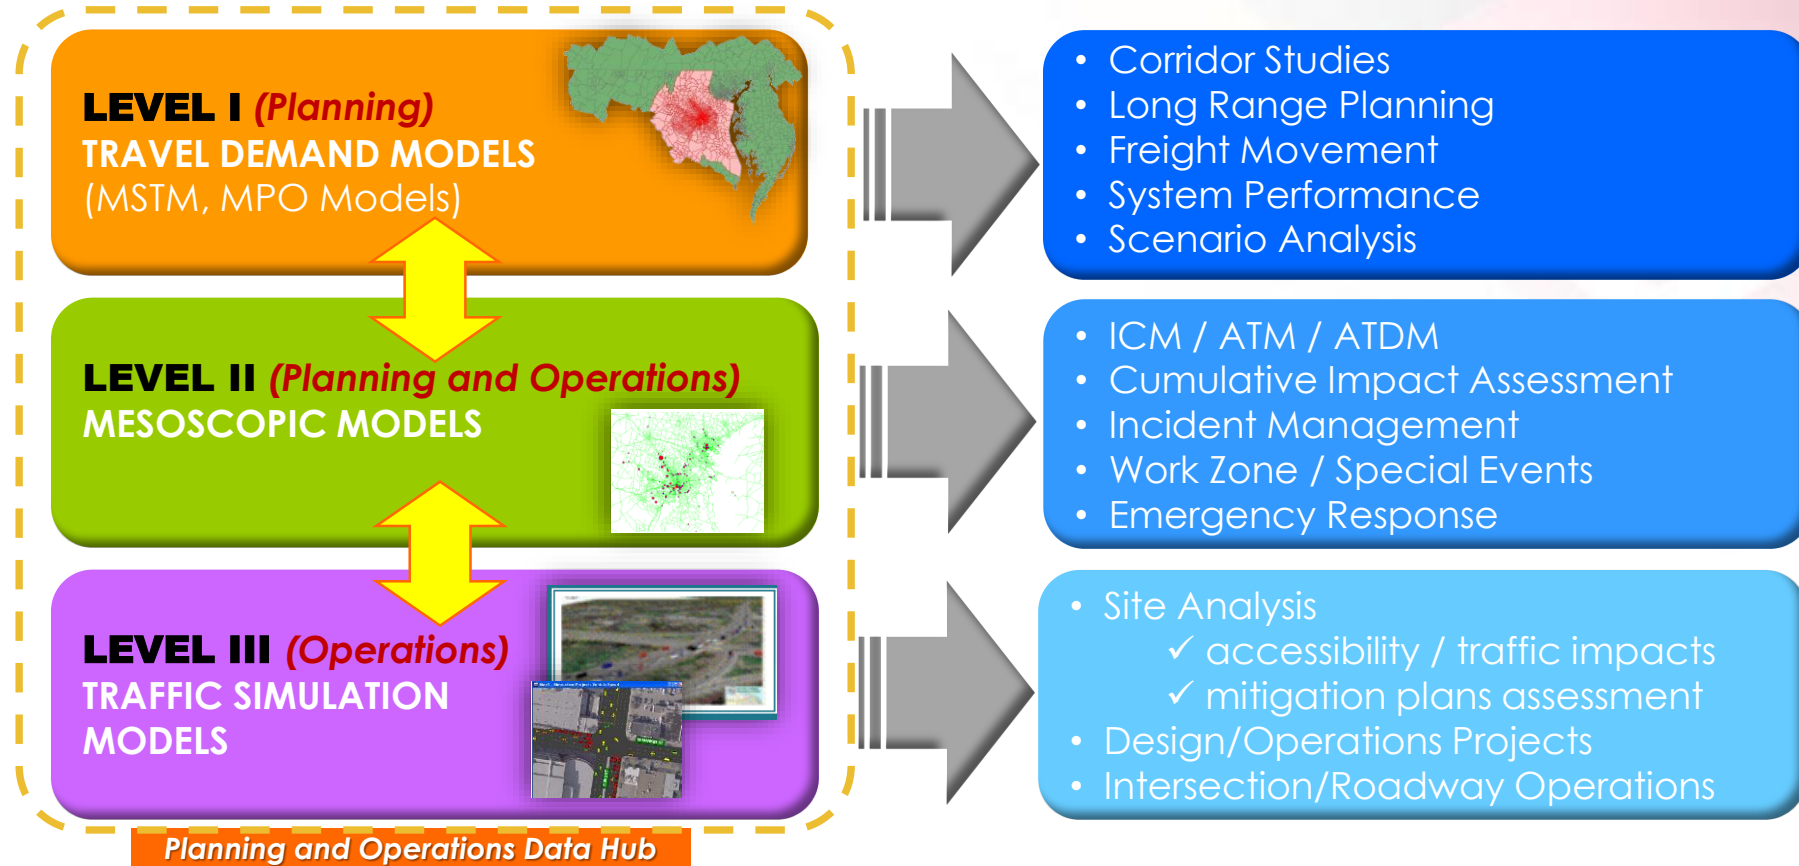 LEVEL I (Planning)
TRAVEL DEMAND MODELS
(MSTM, MPO Models)
• Corridor Studies
• Long Range Planning
• Freight Movement
• System Performance
• Scenario Analysis
LEVEL II (Planning and Operations)
MESOSCOPIC MODELS
• ICM / ATM / ATDM
• Cumulative Impact Assessment
• Incident Management
• Work Zone / Special Events
• Emergency Response
LEVEL III (Operations)
TRAFFIC SIMULATION
MODELS
• Site Analysis
✓ accessibility / traffic impacts
✓ mitigation plans assessment
• Design/Operations Projects
• Intersection/Roadway Operations
Planning and Operations Data Hub